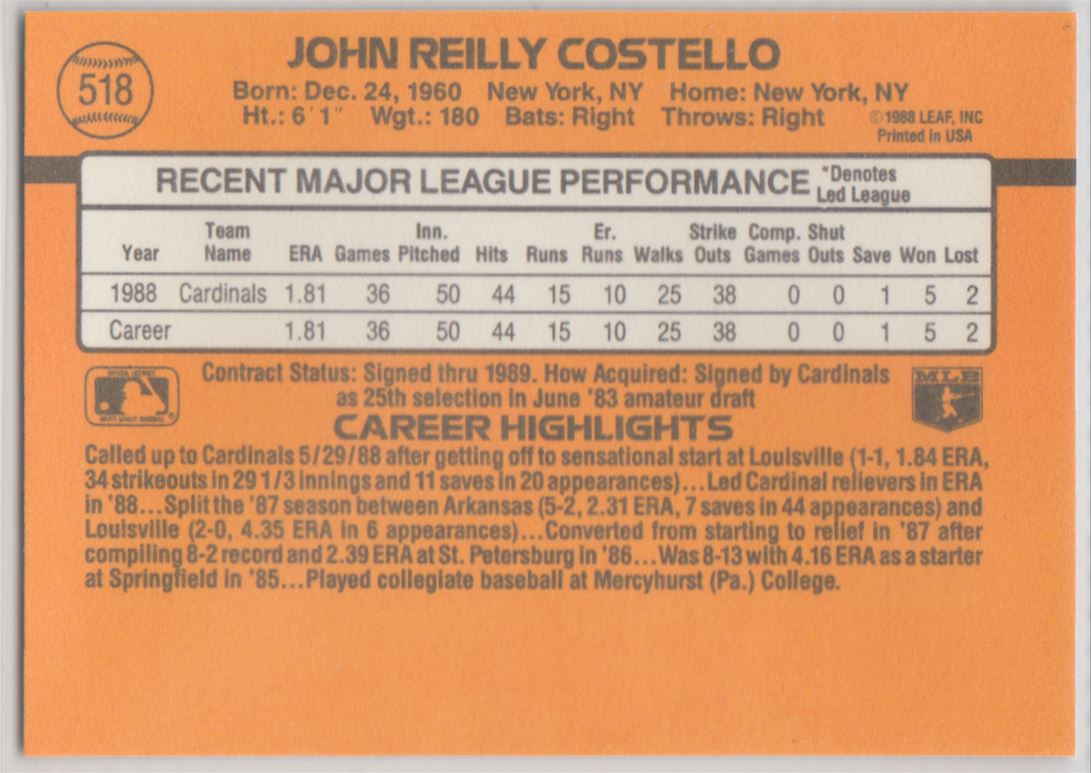 518
JOHN REILLY COSTELLO
Born: Dec. 24, 1960 New York, NY Home: New York, NY
Ht.: 6'1" Wgt.: 180 Bats: Right Throws: Right
©1988 LEAF, INC
Printed in USA
RECENT MAJOR LEAGUE PERFORMANCE *Denotes Led League
Year Team Name ERA Games Inn. Pitched Hits Runs Er. Runs Walks Strike Outs Comp. Games Shut Outs Save Won Lost
1988 Cardinals 1.81 36 50 44 15 10 25 38 0 0 1 5 2
Career 1.81 36 50 44 15 10 25 38 0 0 1 5 2
Contract Status: Signed thru 1989. How Acquired: Signed by Cardinals
as 25th selection in June '83 amateur draft
MLB
CAREER HIGHLIGHTS
Called up to Cardinals 5/29/88 after getting off to sensational start at Louisville (1-1, 1.84 ERA,
34 strikeouts in 29 1/3 innings and 11 saves in 20 appearances)...Led Cardinal relievers in ERA
in '88...Split the '87 season between Arkansas (5-2, 2.31 ERA, 7 saves in 44 appearances) and
Louisville (2-0, 4.35 ERA in 6 appearances)...Converted from starting to relief in '87 after
compiling 8-2 record and 2.39 ERA at St. Petersburg in '86...Was 8-13 with 4.16 ERA as a starter
at Springfield in '85...Played collegiate baseball at Mercyhurst (Pa.) College.